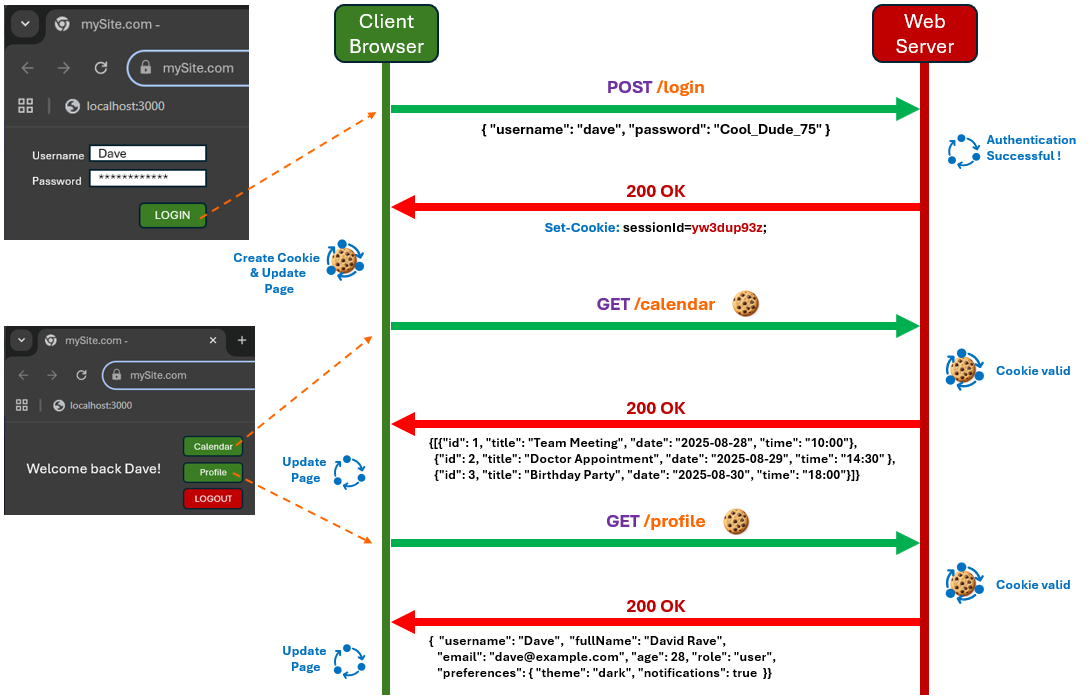 mySite.com -
mySite.com
localhost:3000
Username Dave
Password ************
LOGIN
Client
Browser
Web
Server
POST /login
{ "username": "dave", "password": "Cool_Dude_75" }
Authentication
Successful !
200 OK
Set-Cookie: sessionId=yw3dup93z;
Create Cookie
& Update
Page
GET /calendar
mySite.com -
mySite.com
localhost:3000
Welcome back Dave!
Calendar
Profile
LOGOUT
Cookie valid
200 OK
{[{"id": 1, "title": "Team Meeting", "date": "2025-08-28", "time": "10:00"},
{"id": 2, "title": "Doctor Appointment", "date": "2025-08-29", "time": "14:30" },
{"id": 3, "title": "Birthday Party", "date": "2025-08-30", "time": "18:00"}]}
Update
Page
GET /profile
Cookie valid
200 OK
{ "username": "Dave", "fullName": "David Rave",
"email": "dave@example.com", "age": 28, "role": "user",
"preferences": { "theme": "dark", "notifications": true }}
Update
Page